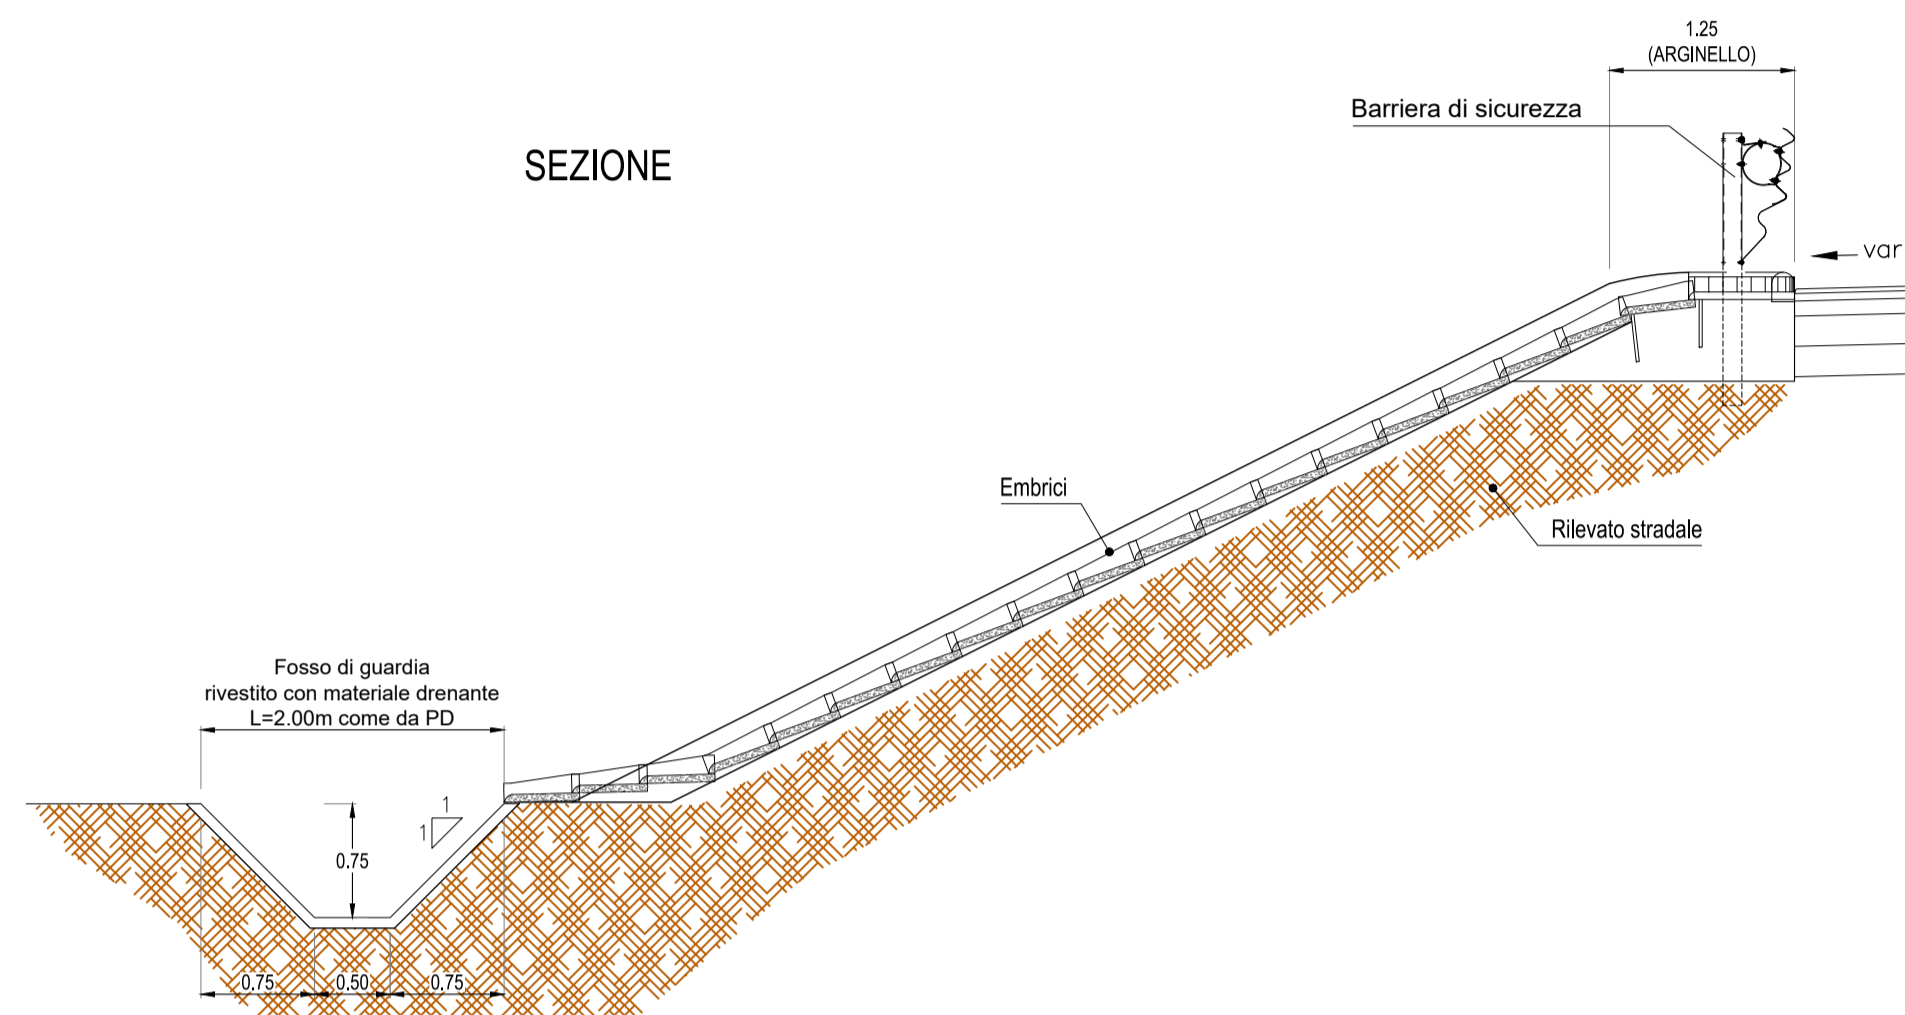 1.25
(ARGINELLO)
Barriera di sicurezza
SEZIONE
var
Embrici
Rilevato stradale
Fosso di guardia
rivestito con materiale drenante
L=2.00m come da PD
1
1
0.75
0.75
0.50
0.75